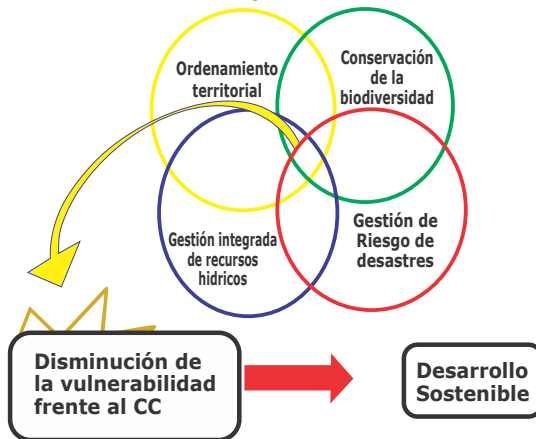 Ordenamiento
territorial
Conservación
de la
biodiversidad
Gestión integrada
de recursos
hidricos
Gestión de
Riesgo de
desastres
Disminución de
la vulnerabilidad
frente al CC
Desarrollo
Sostenible